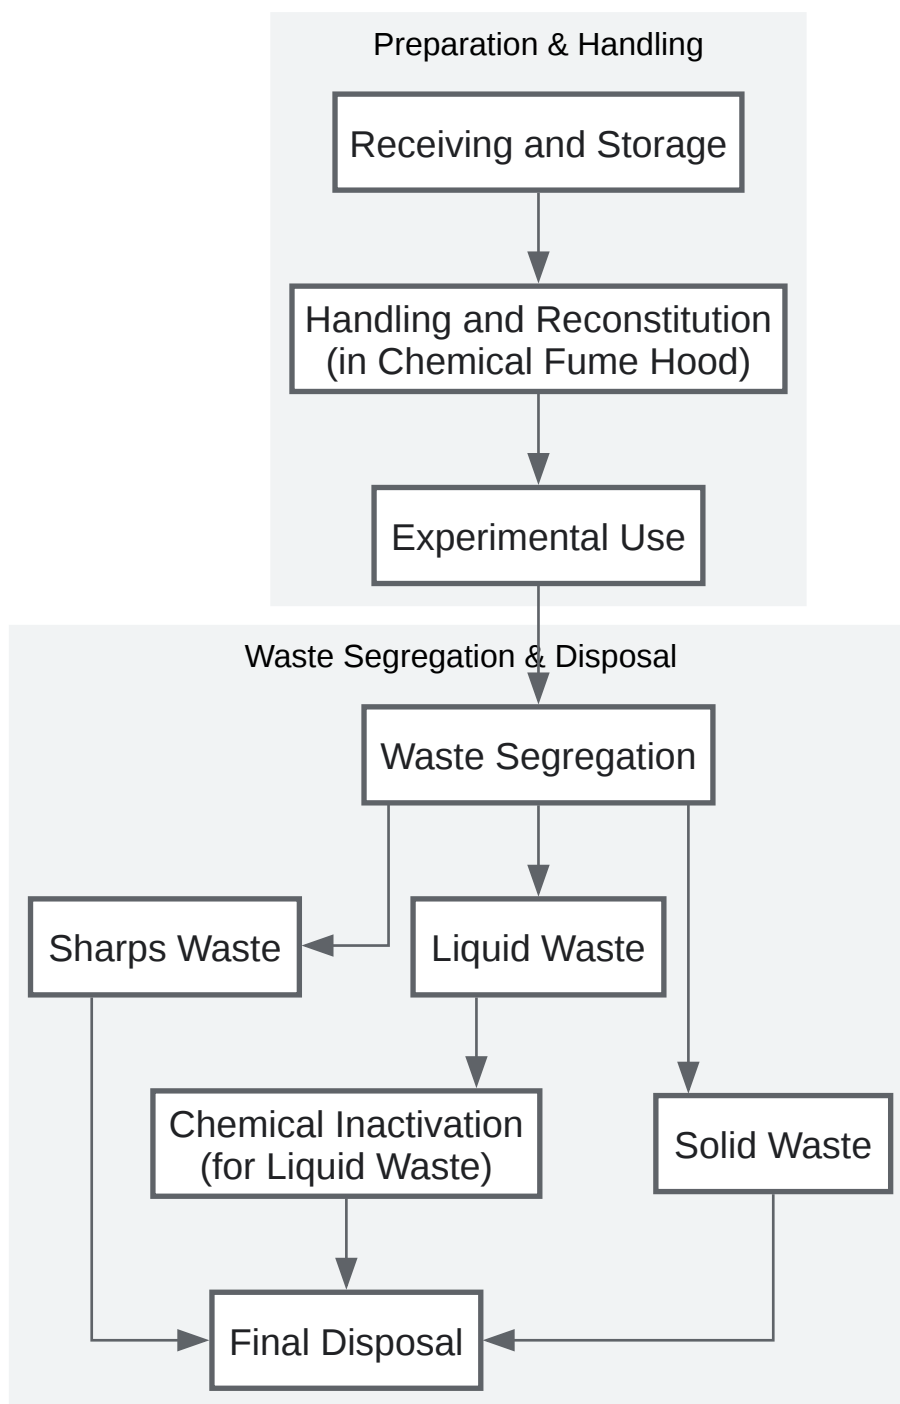 Preparation & Handling
Receiving and Storage
Handling and Reconstitution
(in Chemical Fume Hood)
Experimental Use
Waste Segregation & Disposal
Waste Segregation
Sharps Waste
Liquid Waste
Chemical Inactivation
(for Liquid Waste)
Solid Waste
Final Disposal